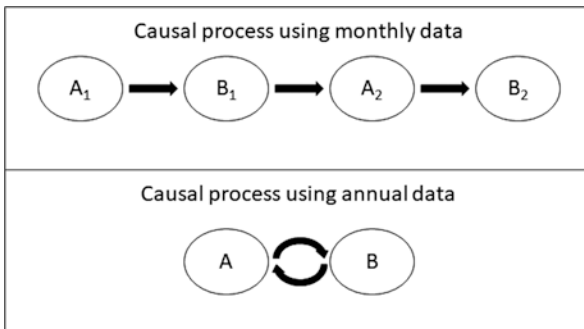 Causal process using monthly data
A₁ B₁ A₂ B₂
Causal process using annual data
A B